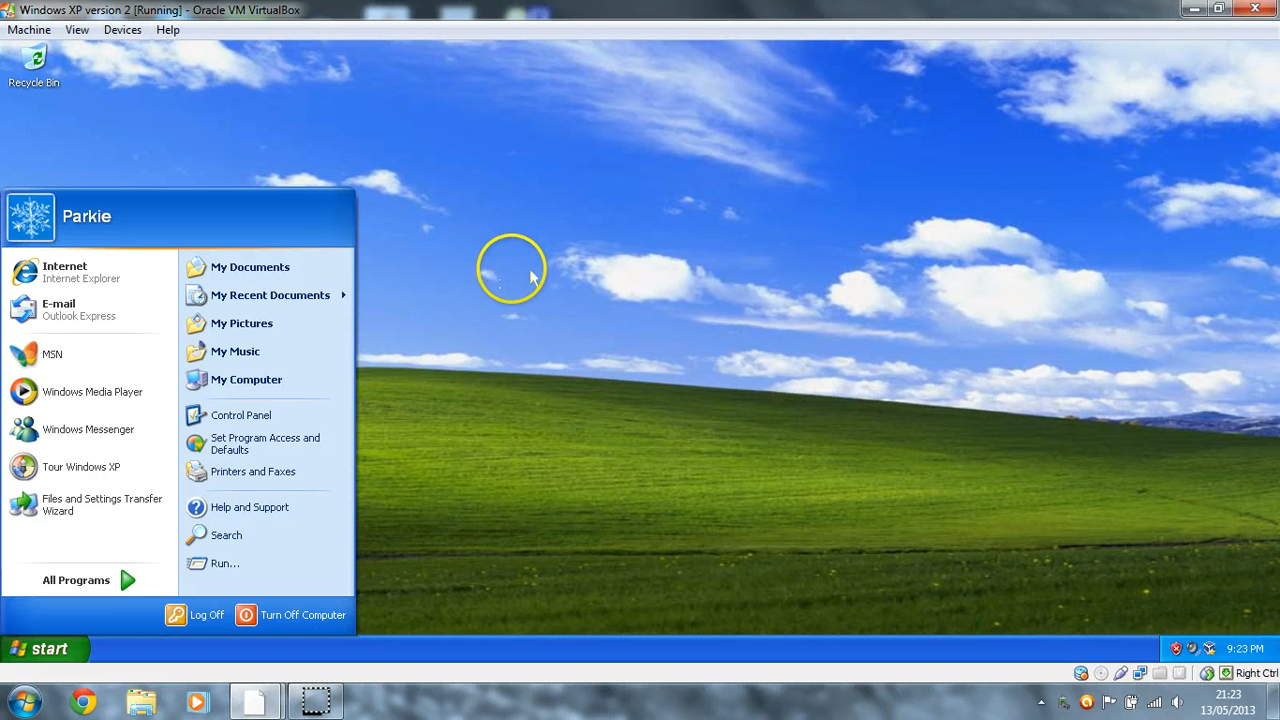 Windows XP version 2 [Running] - Oracle VM VirtualBox
Machine View Devices Help
Recycle Bin
Parkie
Internet
Internet Explorer
E-mail
Outlook Express
MSN
Windows Media Player
Windows Messenger
Tour Windows XP
Files and Settings Transfer
Wizard
All Programs
My Documents
My Recent Documents
My Pictures
My Music
My Computer
Control Panel
Set Program Access and
Defaults
Printers and Faxes
Help and Support
Search
Run...
Log Off Turn Off Computer
start 9:23 PM
Right Ctrl
21:23
13/05/2013